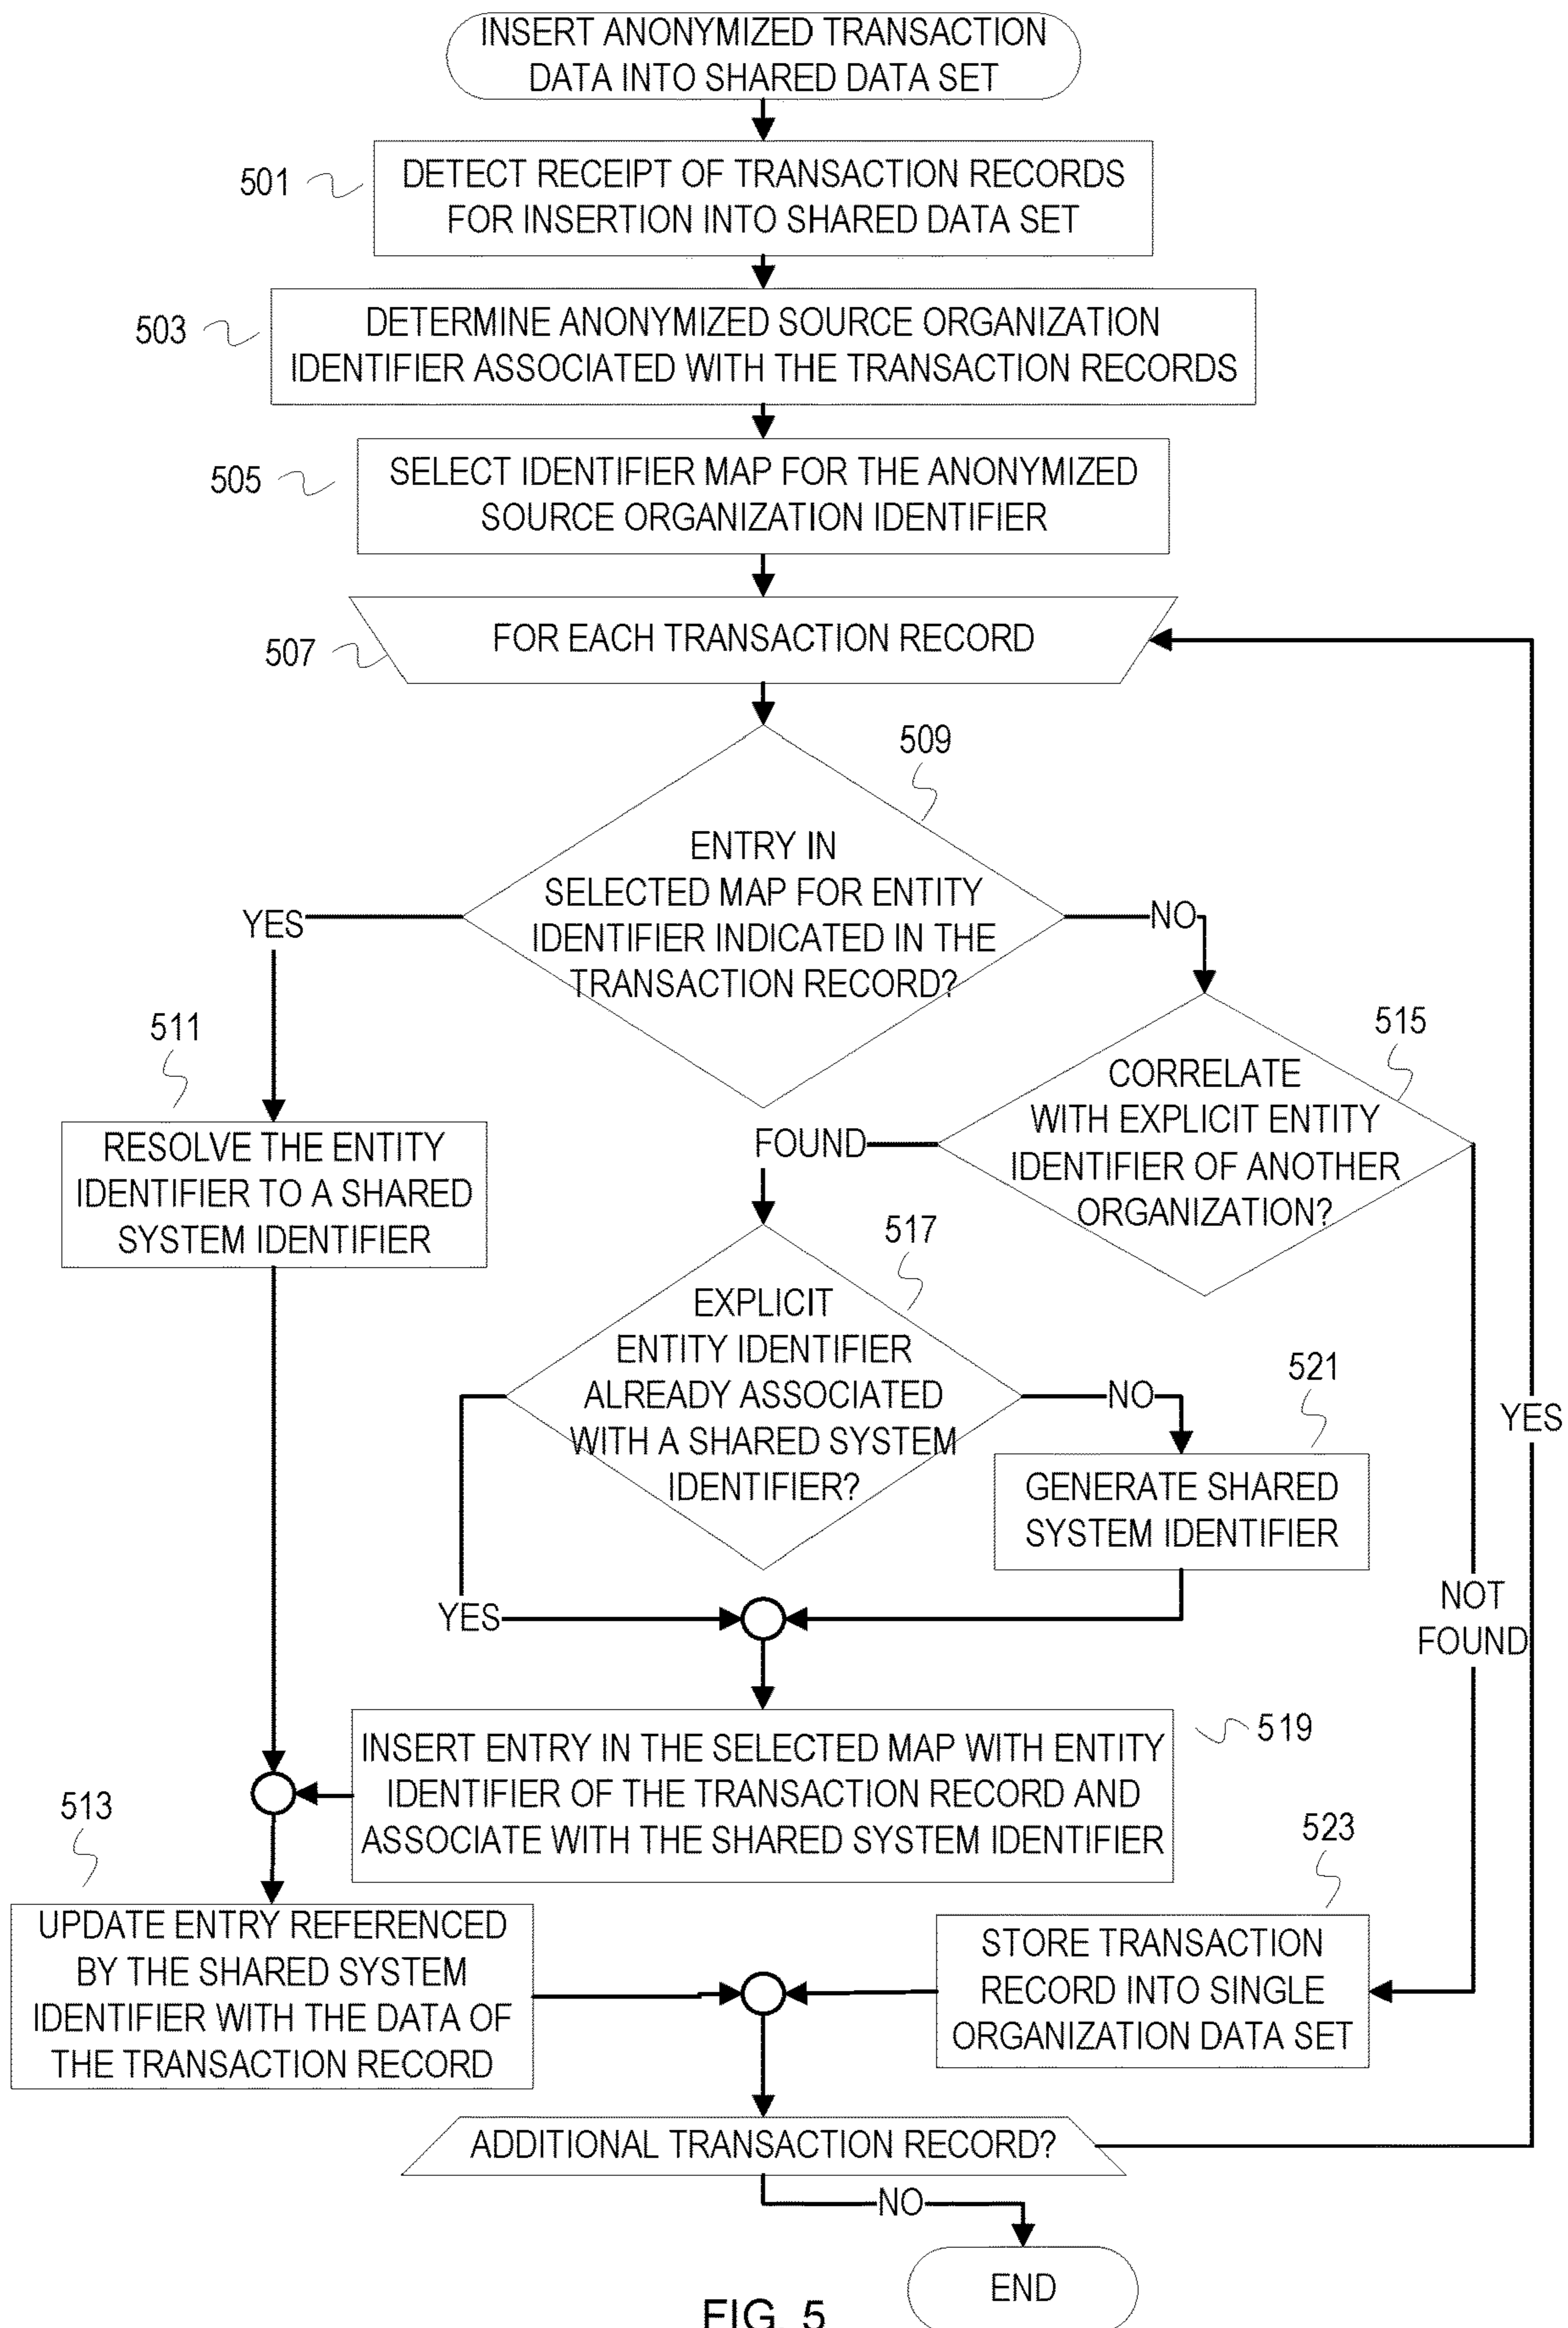 INSERT ANONYMIZED TRANSACTION
DATA INTO SHARED DATA SET
501
DETECT RECEIPT OF TRANSACTION RECORDS
FOR INSERTION INTO SHARED DATA SET
503
DETERMINE ANONYMIZED SOURCE ORGANIZATION
IDENTIFIER ASSOCIATED WITH THE TRANSACTION RECORDS
505
SELECT IDENTIFIER MAP FOR THE ANONYMIZED
SOURCE ORGANIZATION IDENTIFIER
507
FOR EACH TRANSACTION RECORD
509
ENTRY IN
SELECTED MAP FOR ENTITY
IDENTIFIER INDICATED IN THE
TRANSACTION RECORD?
YES
NO
511
RESOLVE THE ENTITY
IDENTIFIER TO A SHARED
SYSTEM IDENTIFIER
515
CORRELATE
WITH EXPLICIT ENTITY
IDENTIFIER OF ANOTHER
ORGANIZATION?
FOUND
517
EXPLICIT
ENTITY IDENTIFIER
ALREADY ASSOCIATED
WITH A SHARED SYSTEM
IDENTIFIER?
NO
521
GENERATE SHARED
SYSTEM IDENTIFIER
YES
NOT
FOUND
YES
519
INSERT ENTRY IN THE SELECTED MAP WITH ENTITY
IDENTIFIER OF THE TRANSACTION RECORD AND
ASSOCIATE WITH THE SHARED SYSTEM IDENTIFIER
513
UPDATE ENTRY REFERENCED
BY THE SHARED SYSTEM
IDENTIFIER WITH THE DATA OF
THE TRANSACTION RECORD
523
STORE TRANSACTION
RECORD INTO SINGLE
ORGANIZATION DATA SET
ADDITIONAL TRANSACTION RECORD?
NO
END
FIG. 5